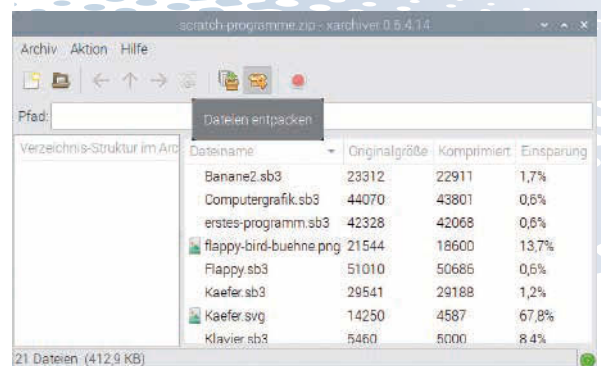 scratch-programme.zip - xarchiver 0.5.4.14
Archiv Aktion Hilfe
Pfad:
Dateien entpacken
Verzeichnis-Struktur im Arc
Dateiname Originalgröße Komprimiert Einsparung
Banane2.sb3 23312 22911 1,7%
Computergrafik.sb3 44070 43801 0,6%
erstes-programm.sb3 42328 42068 0,6%
flappy-bird-buehne.png 21544 18600 13,7%
Flappy.sb3 51010 50686 0,6%
Kaefer.sb3 29541 29188 1,2%
Kaefer.svg 14250 4587 67,8%
Klavier.sb3 5460 5000 8,4%
21 Dateien (412,9 KB)